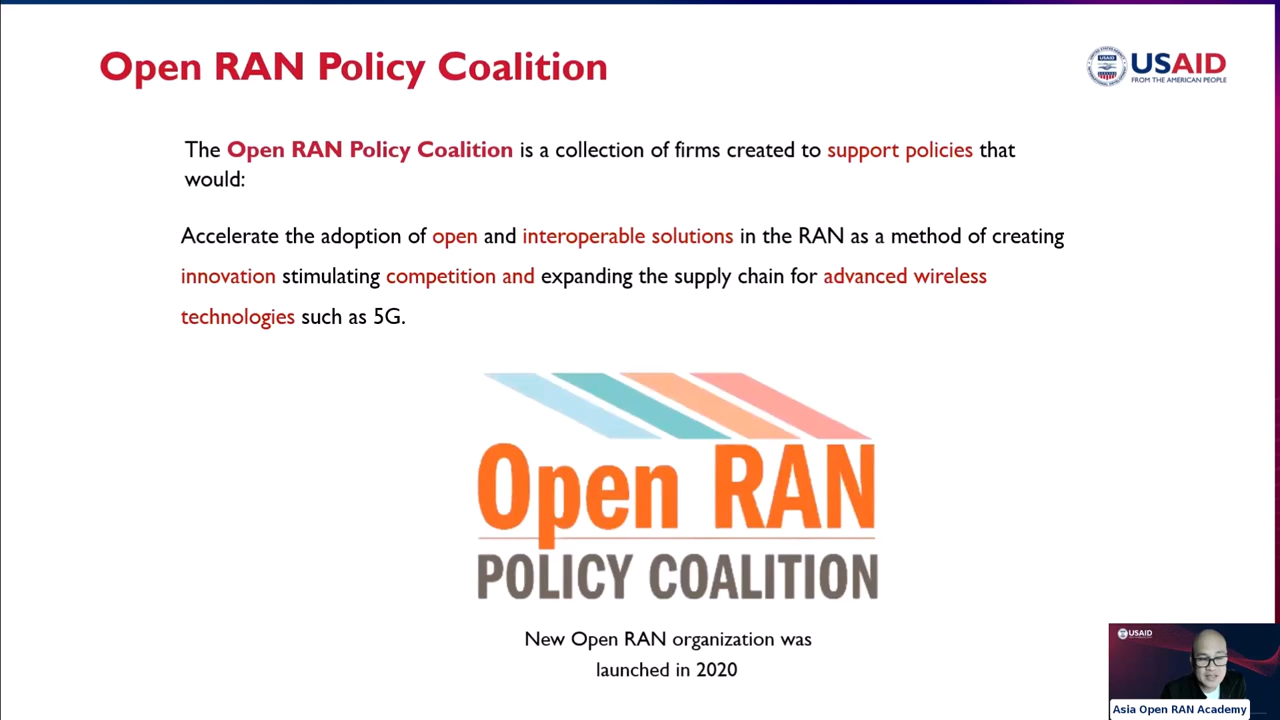 Open RAN Policy Coalition
USAID
FROM THE AMERICAN PEOPLE
The Open RAN Policy Coalition is a collection of firms created to support policies that
would:
Accelerate the adoption of open and interoperable solutions in the RAN as a method of creating
innovation stimulating competition and expanding the supply chain for advanced wireless
technologies such as 5G.
Open RAN
POLICY COALITION
New Open RAN organization was
launched in 2020
USAID
Asia Open RAN Academy